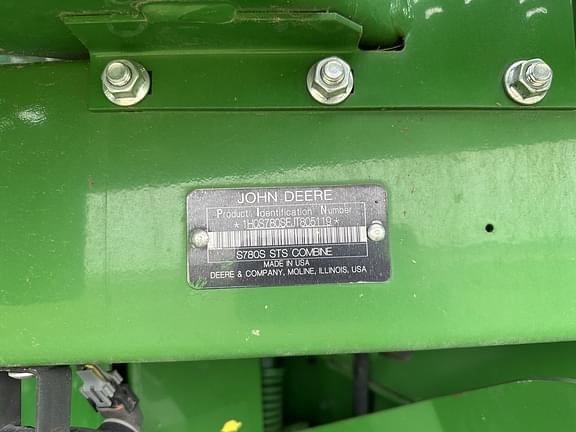 JOHN DEERE
Product Identification Number
*1H0S780SEJT805119*
S780S STS COMBINE
MADE IN USA
DEERE & COMPANY, MOLINE, ILLINOIS, USA